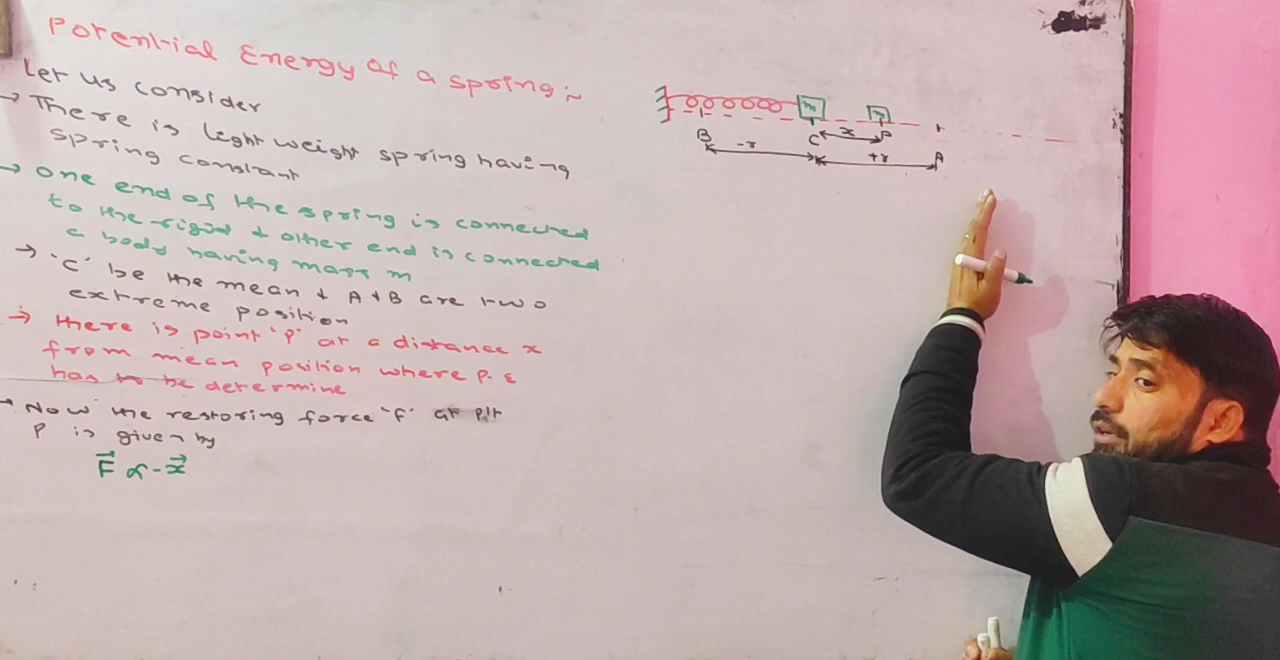 Potential Energy of a spring :~
Let us consider
→ There is light weight spring having
spring constant
→ One end of the spring is connected
to the rigid & other end is connected
a body having mass m
→ 'C' be the mean & A & B are two
extreme position
→ there is point 'P' at a distance x
from mean position where P.E
has to be determine
→ Now the restoring force 'F' at pt
P is given by
F⃗ ∝ - x⃗
m
B C x P A
-r +r